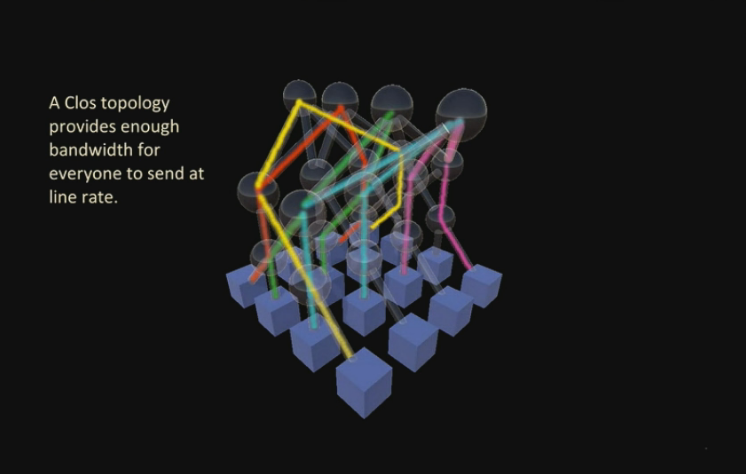 A Clos topology
provides enough
bandwidth for
everyone to send at
line rate.